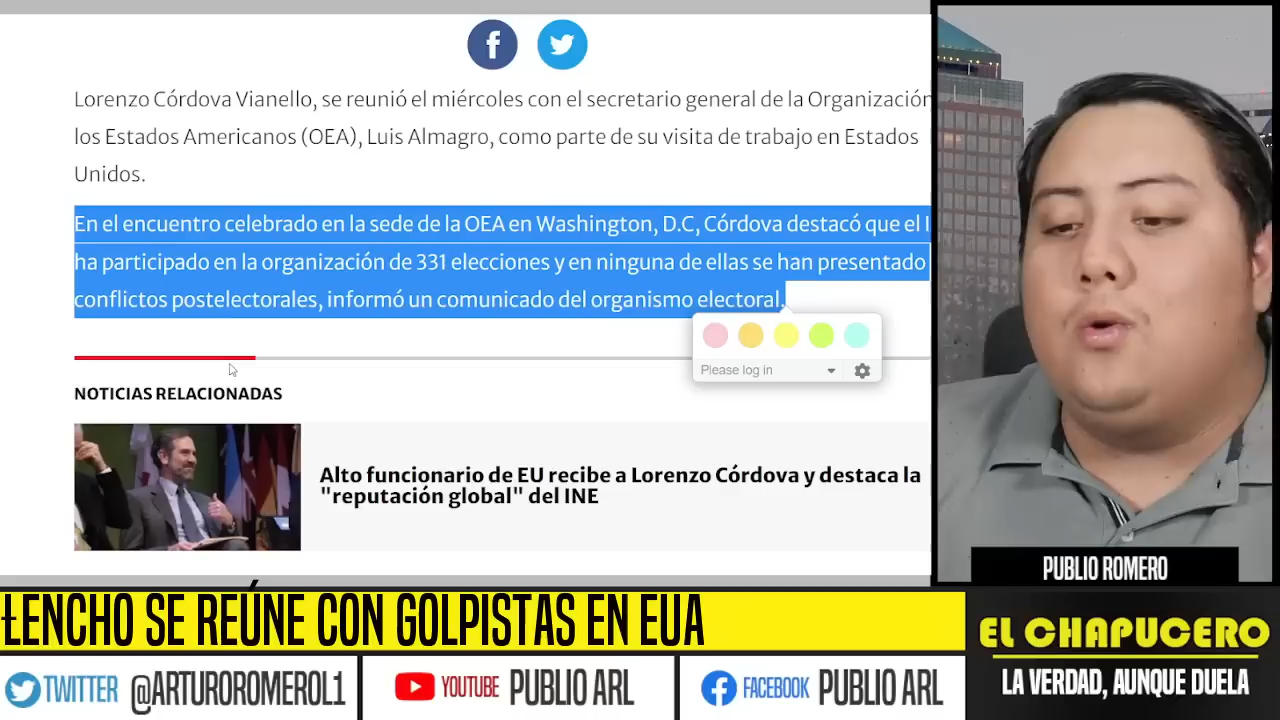 Lorenzo Córdova Vianello, se reunió el miércoles con el secretario general de la Organización
los Estados Americanos (OEA), Luis Almagro, como parte de su visita de trabajo en Estados
Unidos.
En el encuentro celebrado en la sede de la OEA en Washington, D.C, Córdova destacó que el I
ha participado en la organización de 331 elecciones y en ninguna de ellas se han presentado
conflictos postelectorales, informó un comunicado del organismo electoral.
Please log in
NOTICIAS RELACIONADAS
Alto funcionario de EU recibe a Lorenzo Córdova y destaca la
"reputación global" del INE
PUBLIO ROMERO
LENCHO SE REÚNE CON GOLPISTAS EN EUA
EL CHAPUCERO
LA VERDAD, AUNQUE DUELA
TWITTER @ARTUROROMEROL1
YOUTUBE PUBLIO ARL
FACEBOOK PUBLIO ARL